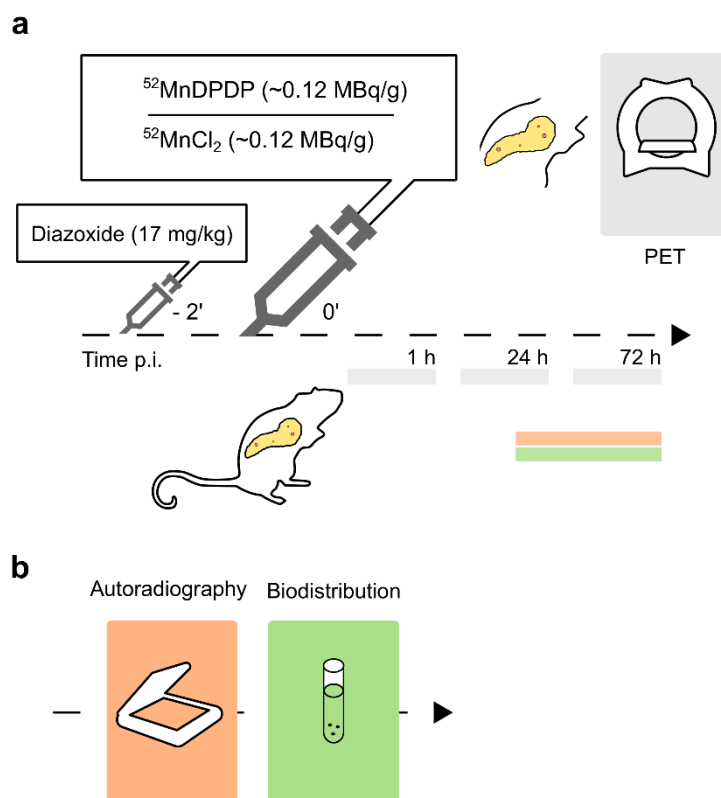 a
⁵²MnDPDP (~0.12 MBq/g)
⁵²MnCl₂ (~0.12 MBq/g)
Diazoxide (17 mg/kg)
PET
- 2'
0'
Time p.i.
1 h
24 h
72 h
b
Autoradiography
Biodistribution